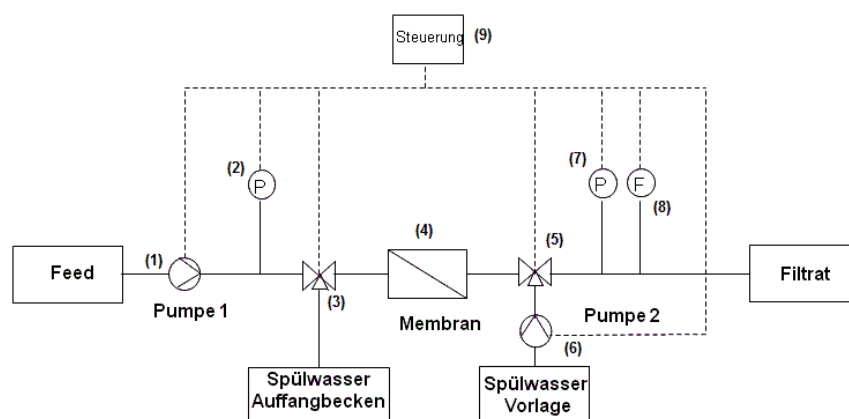 Steuerung (9)
(2)
P
(7)
P
F
(8)
Feed
(1)
Pumpe 1
(3)
(4)
Membran
(5)
Pumpe 2
(6)
Filtrat
Spülwasser
Auffangbecken
Spülwasser
Vorlage